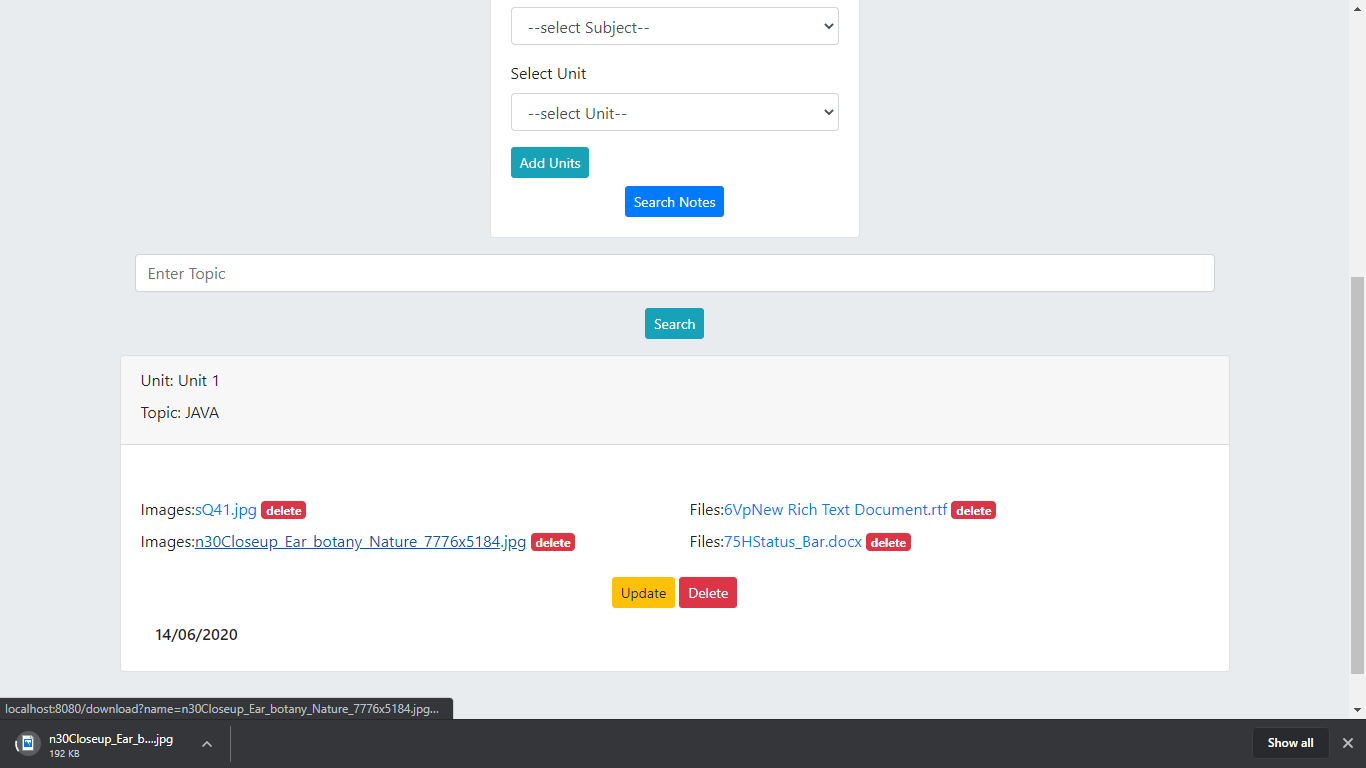 --select Subject--
Select Unit
--select Unit--
Add Units
Search Notes
Enter Topic
Search
Unit: Unit 1
Topic: JAVA
Images:sQ41.jpg delete
Files:6VpNew Rich Text Document.rtf delete
Images:n30Closeup_Ear_botany_Nature_7776x5184.jpg delete
Files:75HStatus_Bar.docx delete
Update Delete
14/06/2020
localhost:8080/download?name=n30Closeup_Ear_botany_Nature_7776x5184.jpg...
n30Closeup_Ear_b....jpg
192 KB
Show all